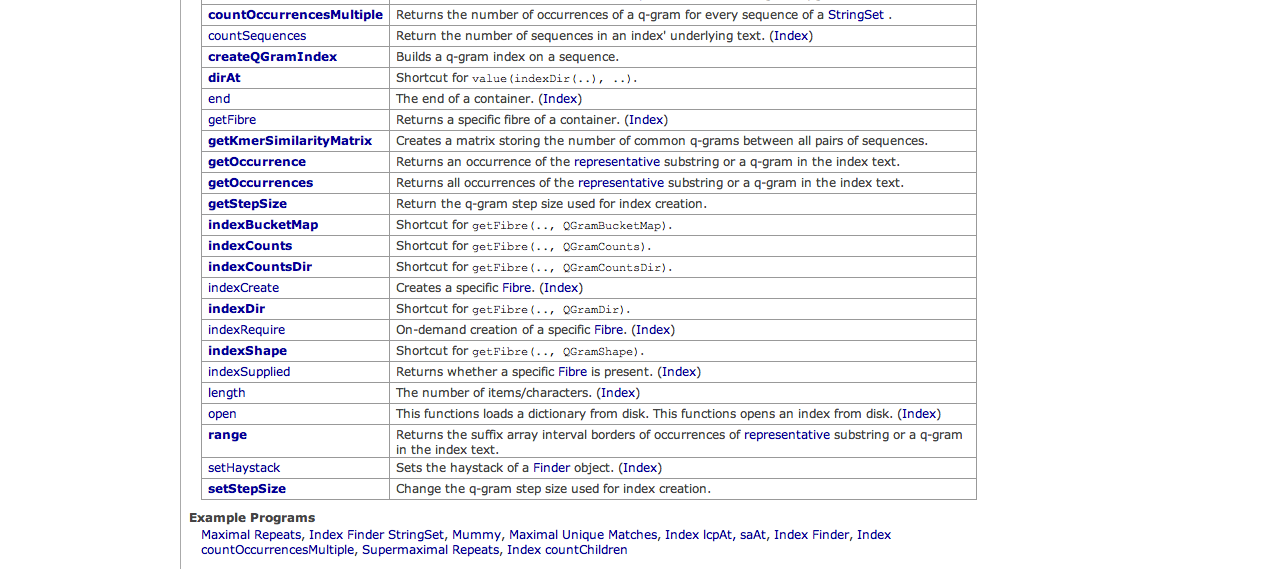 countOccurrencesMultiple Returns the number of occurrences of a q-gram for every sequence of a StringSet .
countSequences Return the number of sequences in an index' underlying text. (Index)
createQGramIndex Builds a q-gram index on a sequence.
dirAt Shortcut for value(indexDir(..), ..).
end The end of a container. (Index)
getFibre Returns a specific fibre of a container. (Index)
getKmerSimilarityMatrix Creates a matrix storing the number of common q-grams between all pairs of sequences.
getOccurrence Returns an occurrence of the representative substring or a q-gram in the index text.
getOccurrences Returns all occurrences of the representative substring or a q-gram in the index text.
getStepSize Return the q-gram step size used for index creation.
indexBucketMap Shortcut for getFibre(.., QGramBucketMap).
indexCounts Shortcut for getFibre(.., QGramCounts).
indexCountsDir Shortcut for getFibre(.., QGramCountsDir).
indexCreate Creates a specific Fibre. (Index)
indexDir Shortcut for getFibre(.., QGramDir).
indexRequire On-demand creation of a specific Fibre. (Index)
indexShape Shortcut for getFibre(.., QGramShape).
indexSupplied Returns whether a specific Fibre is present. (Index)
length The number of items/characters. (Index)
open This functions loads a dictionary from disk. This functions opens an index from disk. (Index)
range Returns the suffix array interval borders of occurrences of representative substring or a q-gram
in the index text.
setHaystack Sets the haystack of a Finder object. (Index)
setStepSize Change the q-gram step size used for index creation.
Example Programs
Maximal Repeats, Index Finder StringSet, Mummy, Maximal Unique Matches, Index lcpAt, saAt, Index Finder, Index
countOccurrencesMultiple, Supermaximal Repeats, Index countChildren